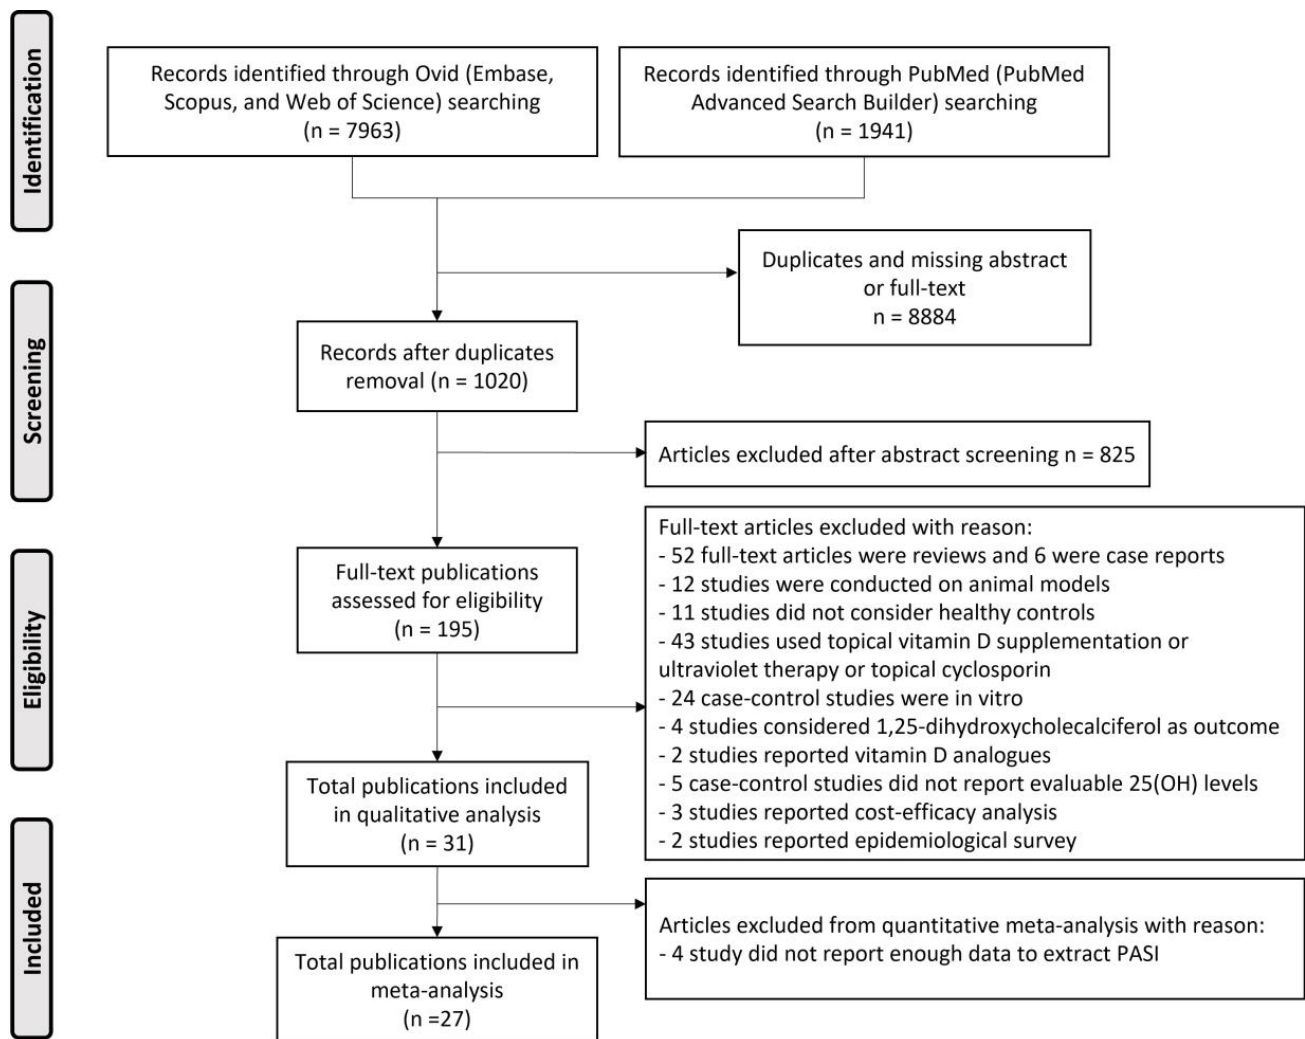 Identification
Records identified through Ovid (Embase,
Scopus, and Web of Science) searching
(n = 7963)
Records identified through PubMed (PubMed
Advanced Search Builder) searching
(n = 1941)
Duplicates and missing abstract
or full-text
n = 8884
Screening
Records after duplicates
removal (n = 1020)
Articles excluded after abstract screening n = 825
Eligibility
Full-text publications
assessed for eligibility
(n = 195)
Full-text articles excluded with reason:
- 52 full-text articles were reviews and 6 were case reports
- 12 studies were conducted on animal models
- 11 studies did not consider healthy controls
- 43 studies used topical vitamin D supplementation or
ultraviolet therapy or topical cyclosporin
- 24 case-control studies were in vitro
- 4 studies considered 1,25-dihydroxycholecalciferol as outcome
- 2 studies reported vitamin D analogues
- 5 case-control studies did not report evaluable 25(OH) levels
- 3 studies reported cost-efficacy analysis
- 2 studies reported epidemiological survey
Total publications included
in qualitative analysis
(n = 31)
Included
Articles excluded from quantitative meta-analysis with reason:
- 4 study did not report enough data to extract PASI
Total publications included in
meta-analysis
(n =27)